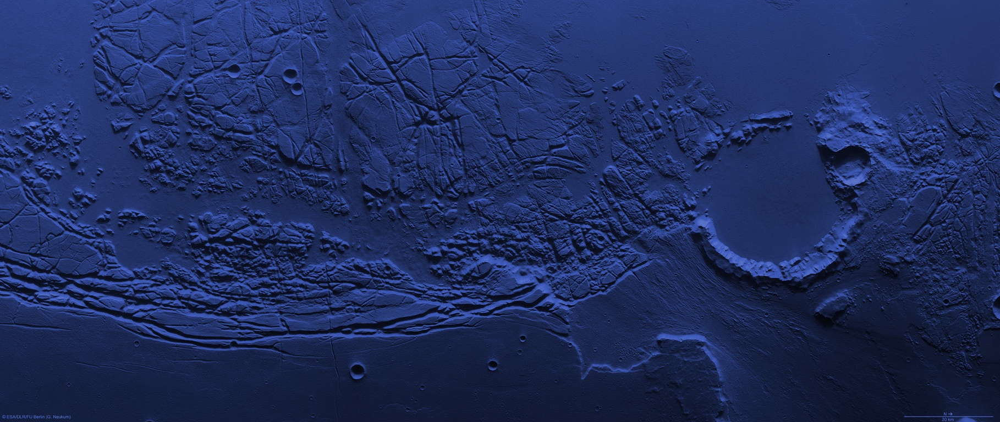 © ESA/DLR/FU Berlin (G. Neukum)
N →
20 km